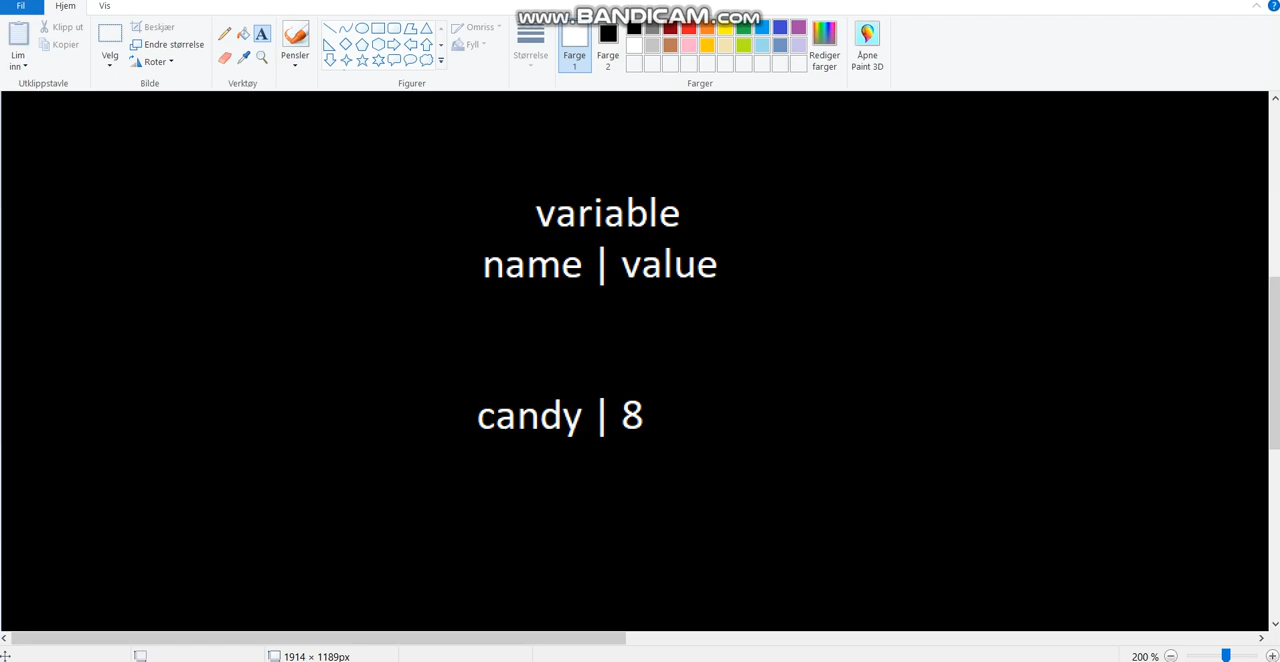 www.BANDICAM.com
Fil Hjem Vis
Lim inn
Klipp ut
Kopier
Utklippstavle
Velg
Beskjær
Endre størrelse
Roter
Bilde
A
Verktøy
Pensler
Omriss
Fyll
Figurer
Størrelse
Farge 1
Farge 2
Rediger farger
Farger
Åpne Paint 3D
variable
name | value
candy | 8
1914 × 1189px
200 %